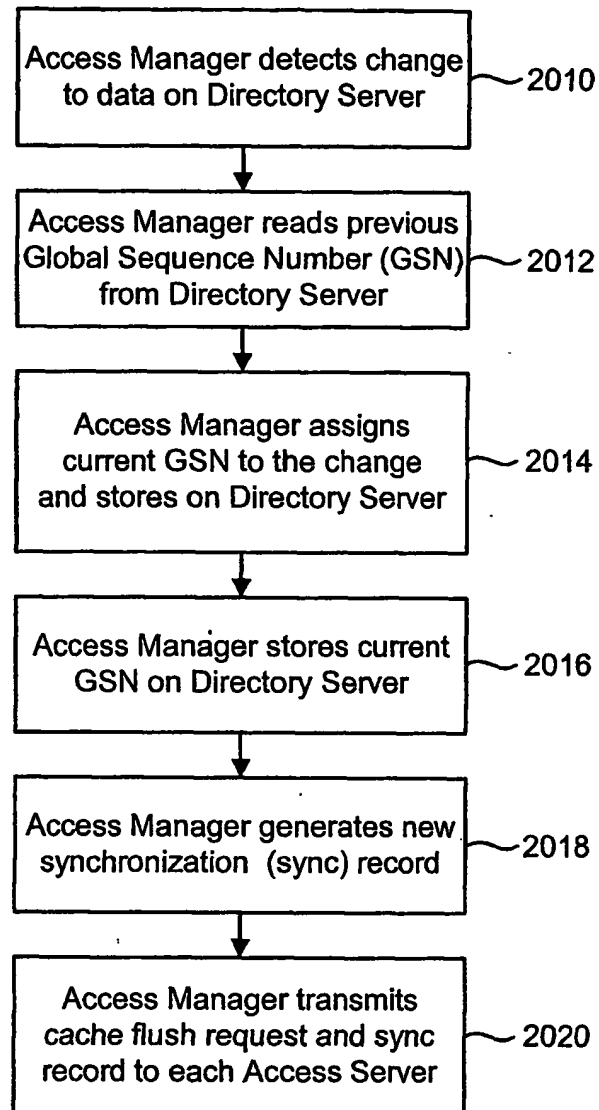 Access Manager detects change
to data on Directory Server
2010
Access Manager reads previous
Global Sequence Number (GSN)
from Directory Server
2012
Access Manager assigns
current GSN to the change
and stores on Directory Server
2014
Access Manager stores current
GSN on Directory Server
2016
Access Manager generates new
synchronization (sync) record
2018
Access Manager transmits
cache flush request and sync
record to each Access Server
2020